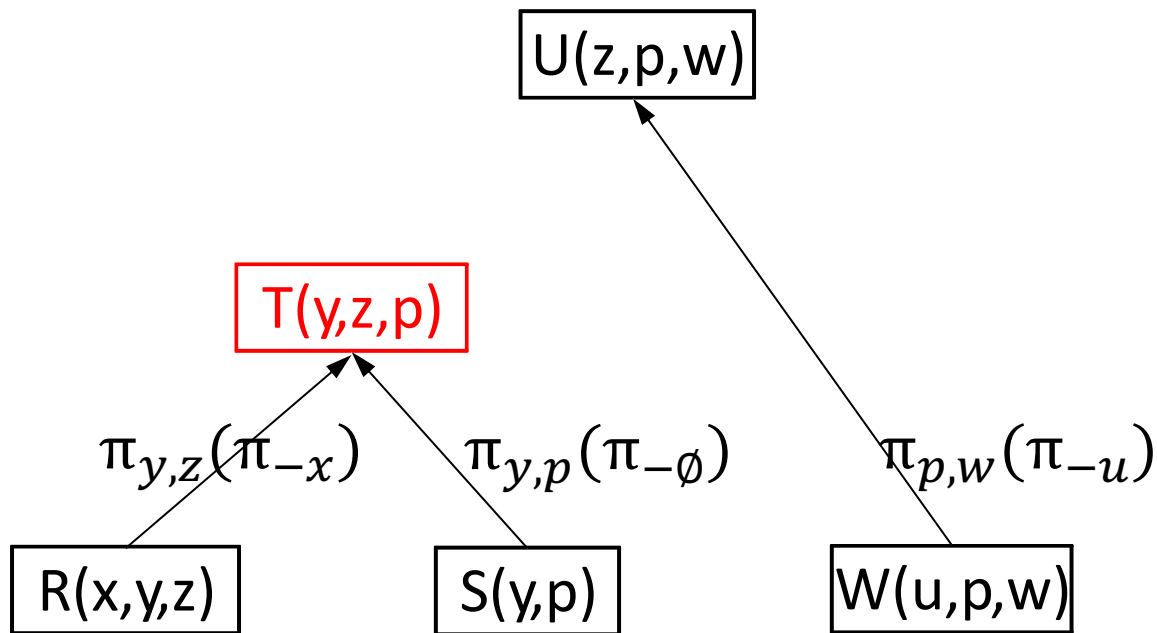 U(z,p,w)
T(y,z,p)
π_{y,z}(π_{−x})
π_{y,p}(π_{−∅})
π_{p,w}(π_{−u})
R(x,y,z)
S(y,p)
W(u,p,w)